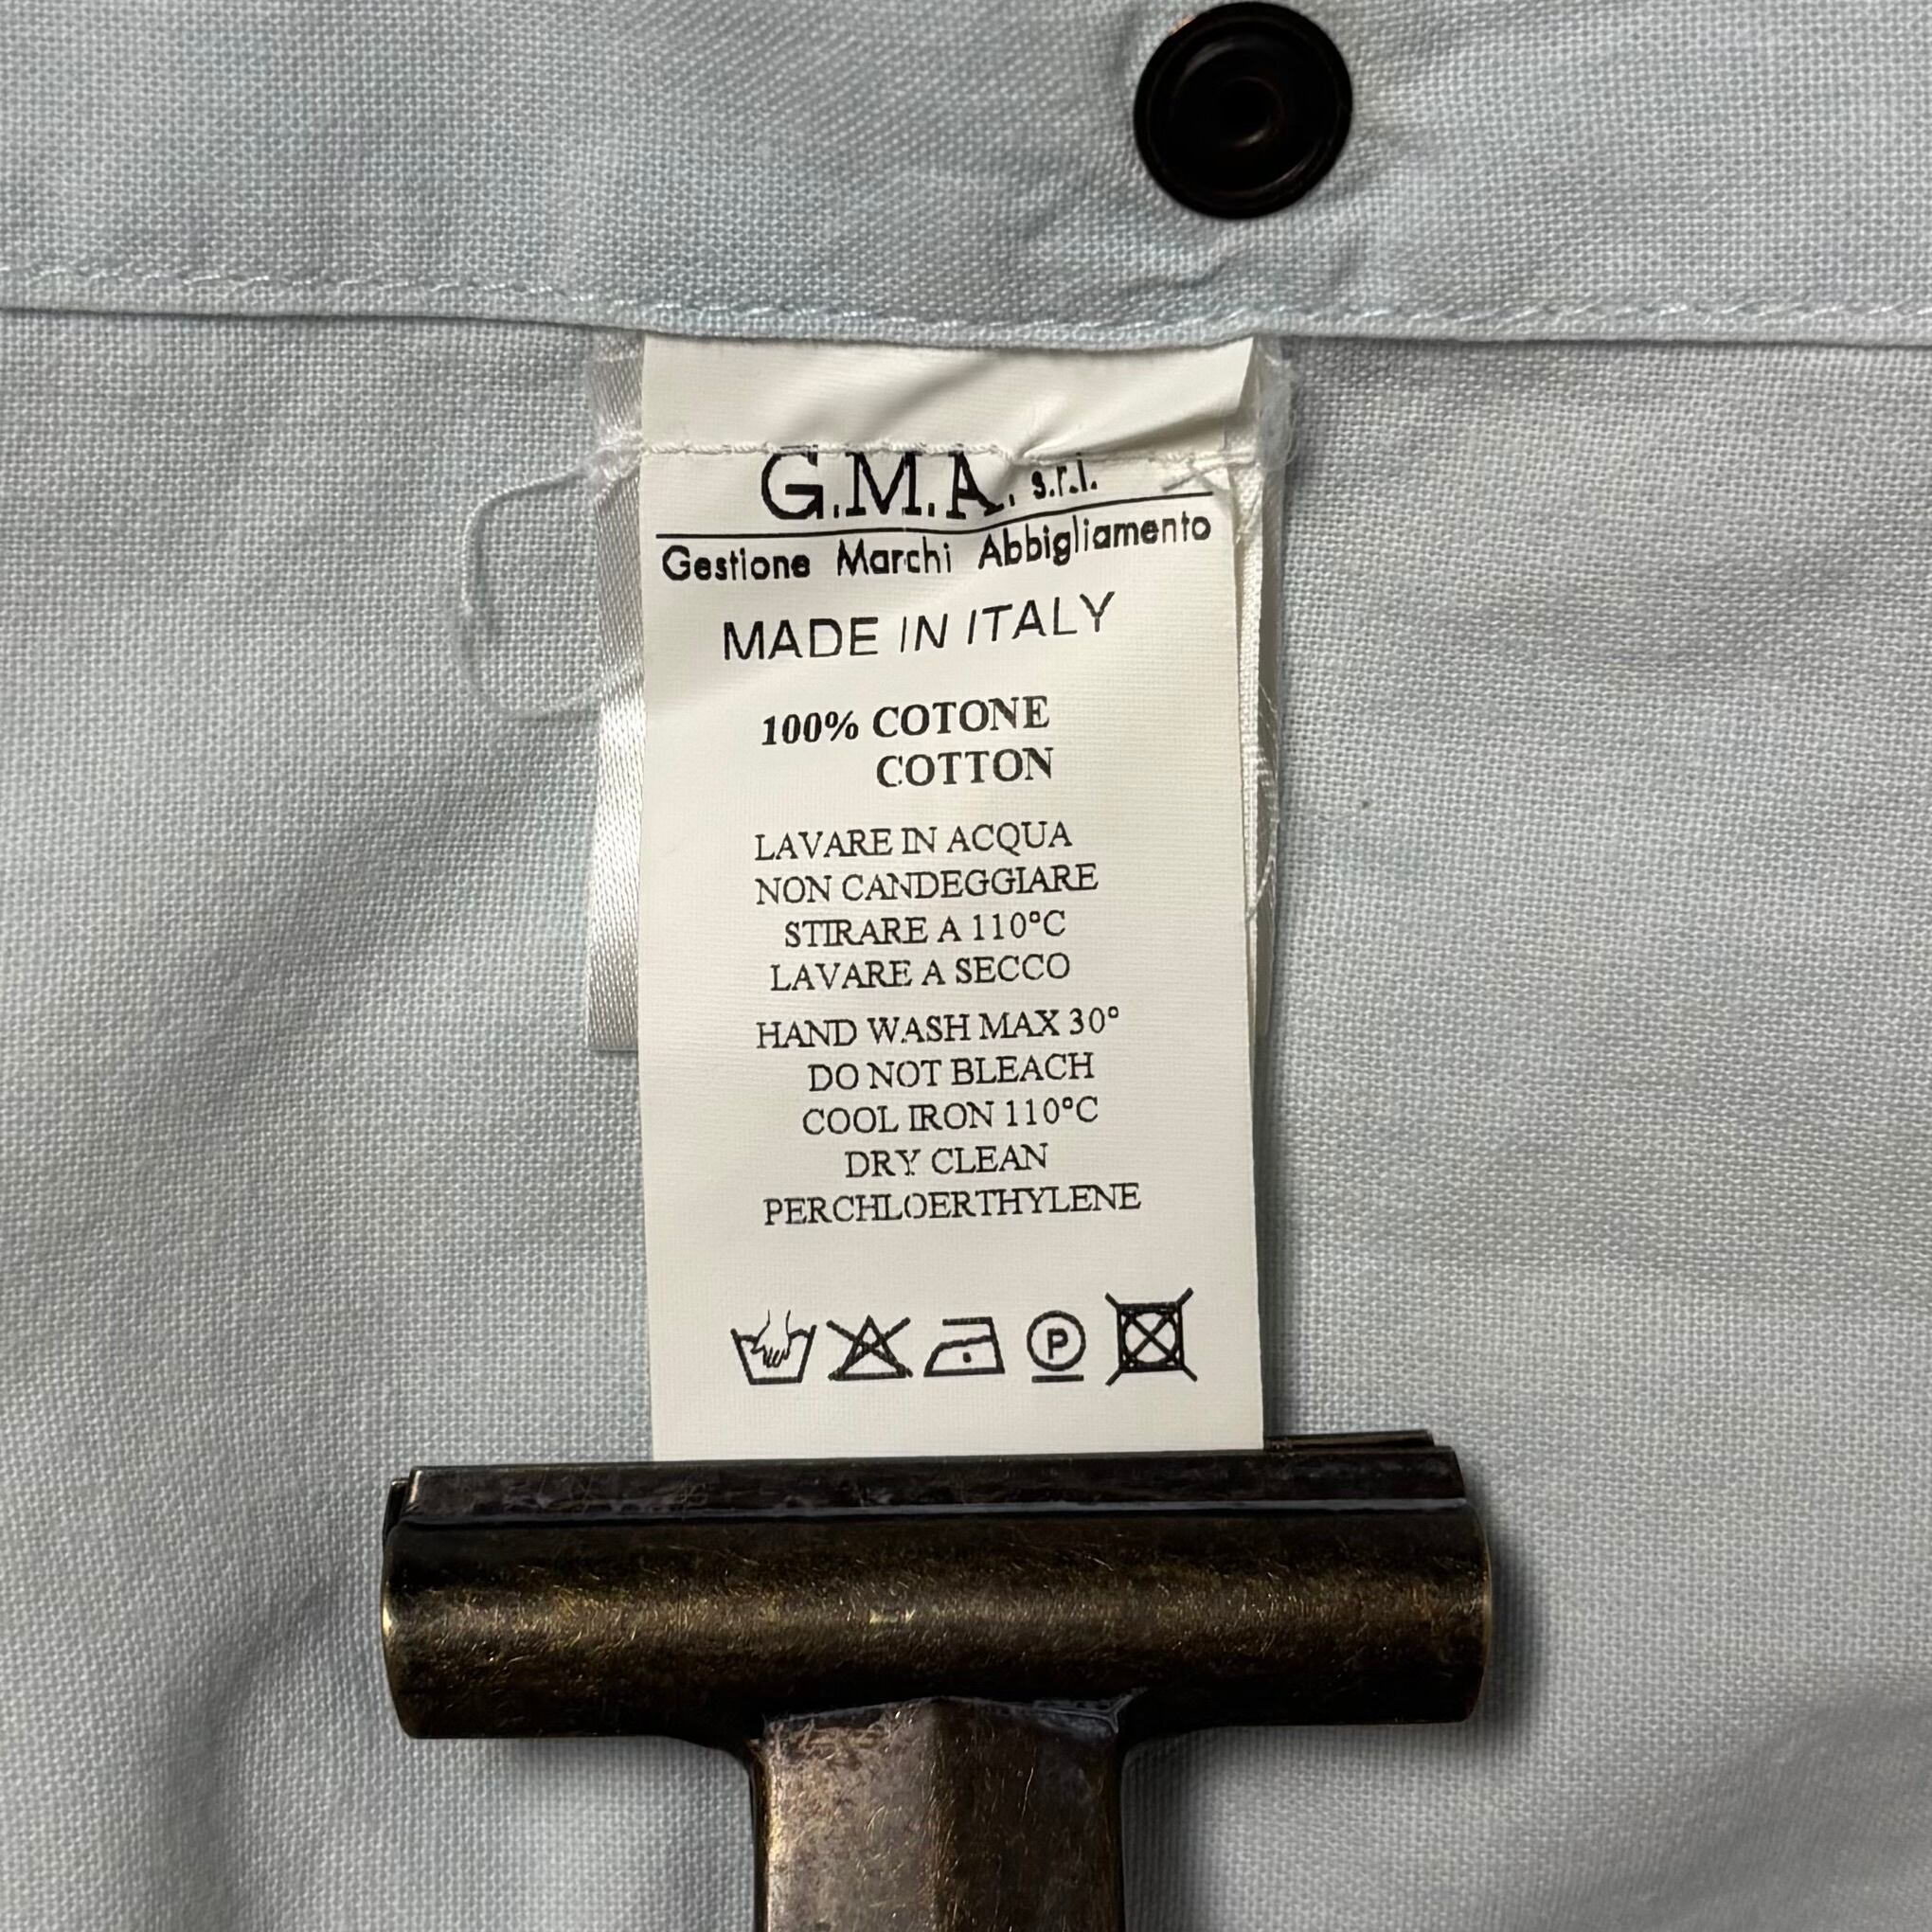 G.M.A. s.r.l.
Gestione Marchi Abbigliamento
MADE IN ITALY
100% COTONE
COTTON
LAVARE IN ACQUA
NON CANDEGGIARE
STIRARE A 110°C
LAVARE A SECCO
HAND WASH MAX 30°
DO NOT BLEACH
COOL IRON 110°C
DRY CLEAN
PERCHLOERTHYLENE
P